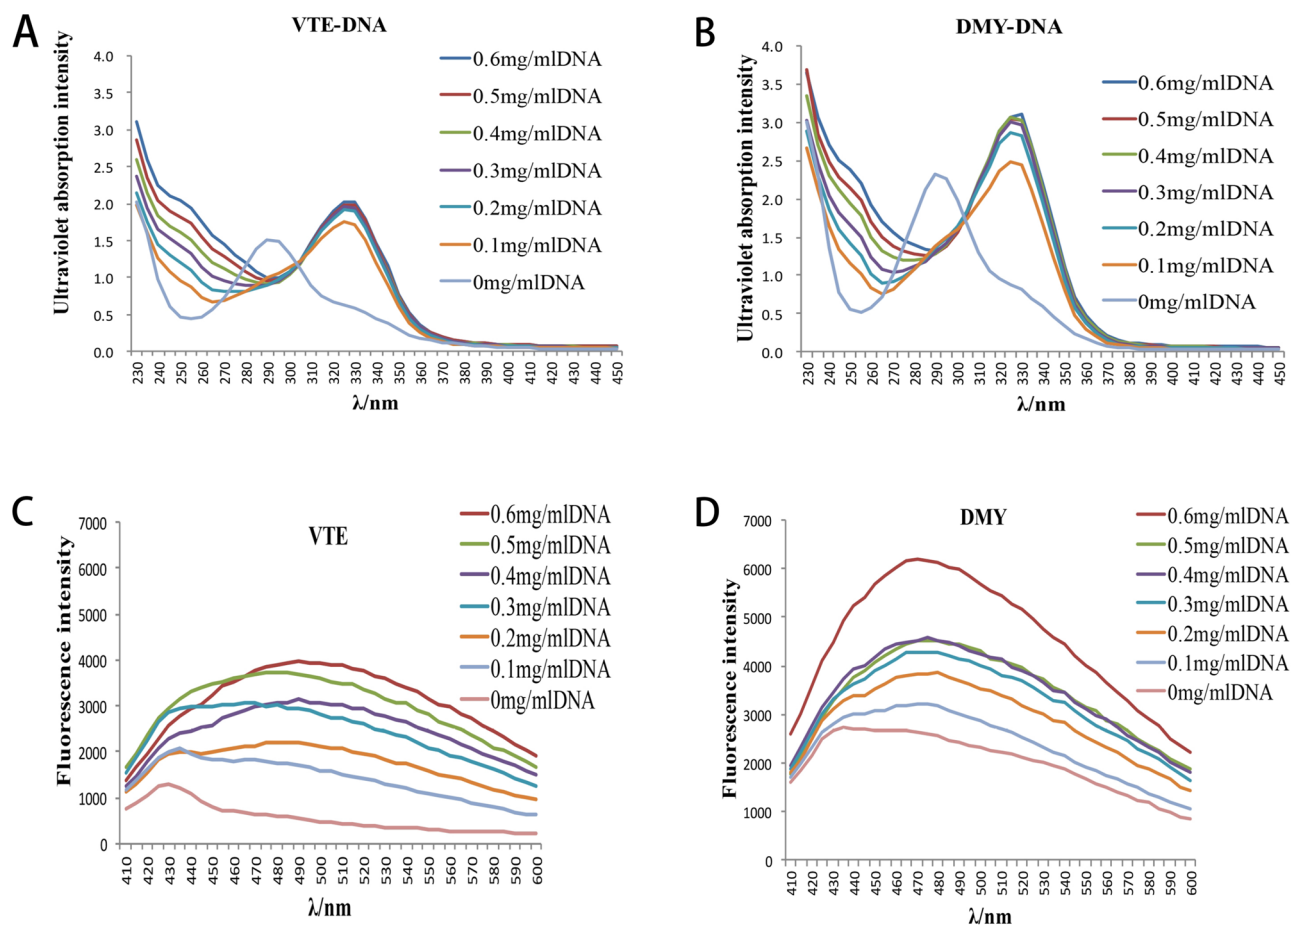 A
VTE-DNA
Ultraviolet absorption intensity
4.0
3.5
3.0
2.5
2.0
1.5
1.0
0.5
0.0
0.6mg/mlDNA
0.5mg/mlDNA
0.4mg/mlDNA
0.3mg/mlDNA
0.2mg/mlDNA
0.1mg/mlDNA
0mg/mlDNA
230 240 250 260 270 280 290 300 310 320 330 340 350 360 370 380 390 400 410 420 430 440 450
λ/nm
B
DMY-DNA
Ultraviolet absorption intensity
4.0
3.5
3.0
2.5
2.0
1.5
1.0
0.5
0.0
0.6mg/mlDNA
0.5mg/mlDNA
0.4mg/mlDNA
0.3mg/mlDNA
0.2mg/mlDNA
0.1mg/mlDNA
0mg/mlDNA
230 240 250 260 270 280 290 300 310 320 330 340 350 360 370 380 390 400 410 420 430 440 450
λ/nm
C
VTE
Fluorescence intensity
7000
6000
5000
4000
3000
2000
1000
0
0.6mg/mlDNA
0.5mg/mlDNA
0.4mg/mlDNA
0.3mg/mlDNA
0.2mg/mlDNA
0.1mg/mlDNA
0mg/mlDNA
410 420 430 440 450 460 470 480 490 500 510 520 530 540 550 560 570 580 590 600
λ/nm
D
DMY
Fluorescence intensity
7000
6000
5000
4000
3000
2000
1000
0
0.6mg/mlDNA
0.5mg/mlDNA
0.4mg/mlDNA
0.3mg/mlDNA
0.2mg/mlDNA
0.1mg/mlDNA
0mg/mlDNA
410 420 430 440 450 460 470 480 490 500 510 520 530 540 550 560 570 580 590 600
λ/nm